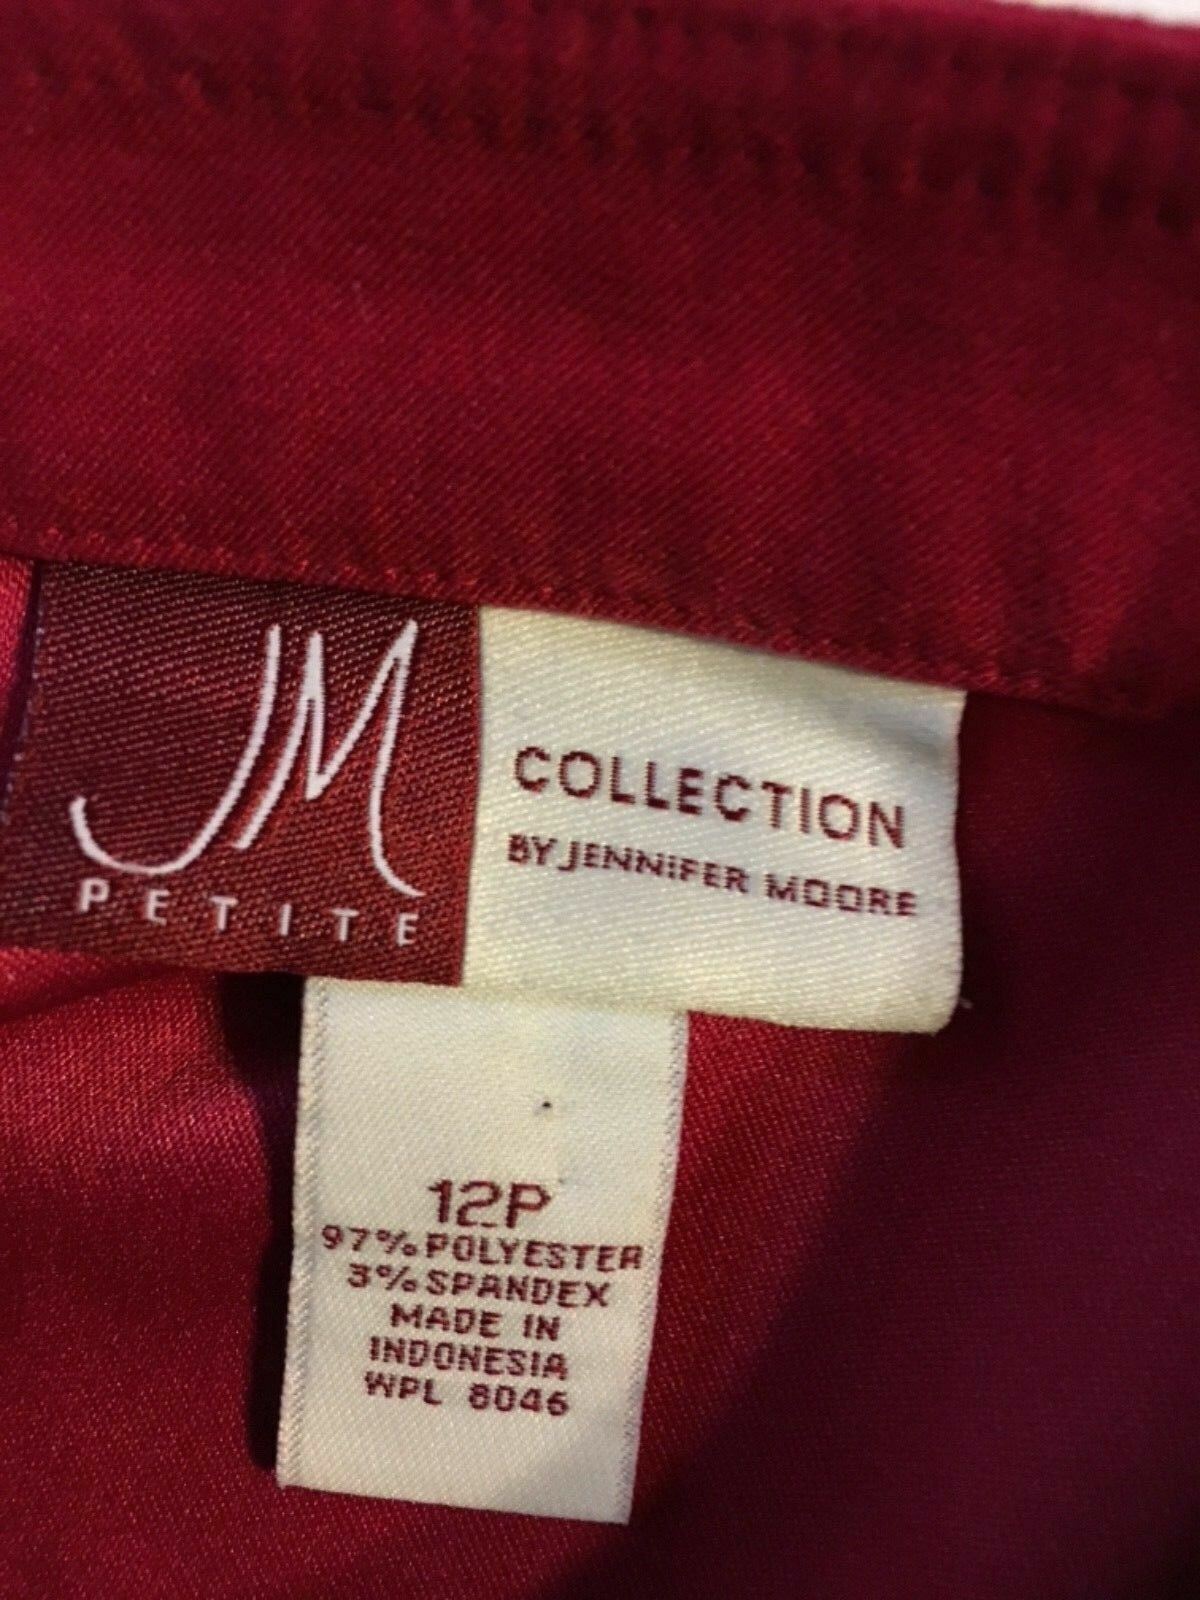 JM
PETITE
COLLECTION
BY JENNIFER MOORE
12P
97% POLYESTER
3% SPANDEX
MADE IN
INDONESIA
WPL 8046